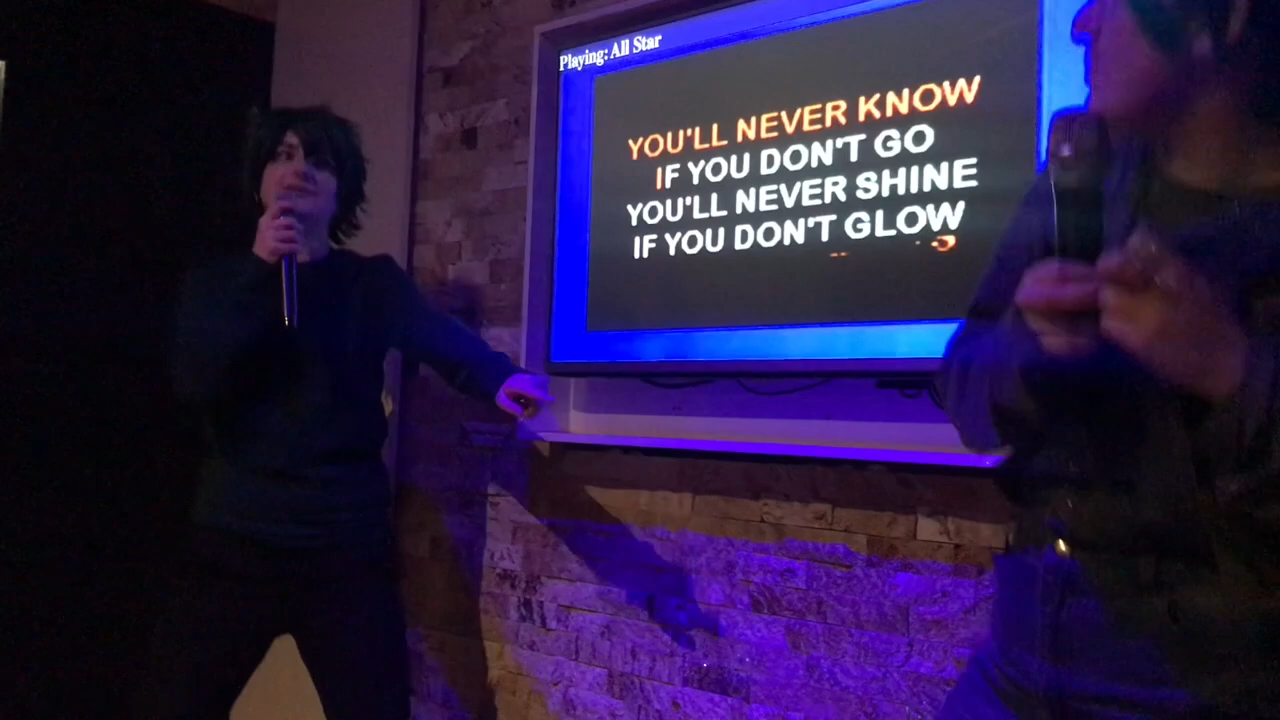 Playing: All Star
YOU'LL NEVER KNOW
IF YOU DON'T GO
YOU'LL NEVER SHINE
IF YOU DON'T GLOW